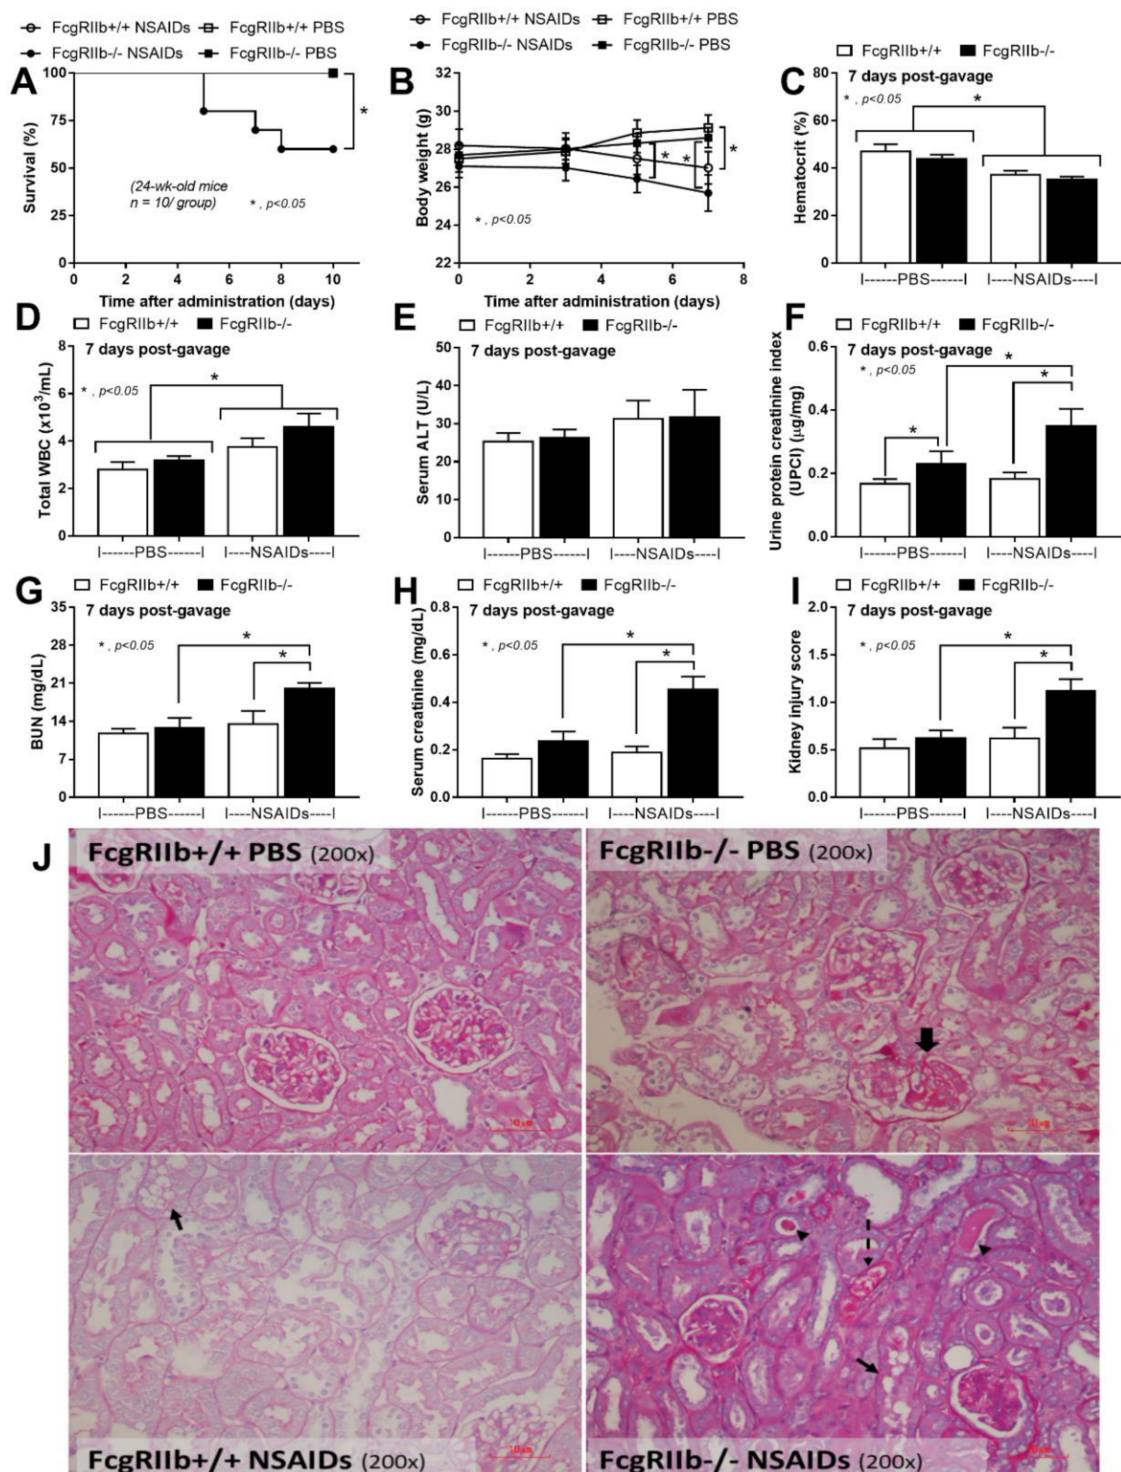 FcgRIIb+/+ NSAIDs FcgRIIb+/+ PBS
FcgRIIb-/- NSAIDs FcgRIIb-/- PBS
A
100
75
50
25
0
Survival (%)
(24-wk-old mice
n = 10/ group)
* , p<0.05
*
0 2 4 6 8 10
Time after administration (days)
FcgRIIb+/+ NSAIDs FcgRIIb+/+ PBS
FcgRIIb-/- NSAIDs FcgRIIb-/- PBS
B
32
30
28
26
24
22
Body weight (g)
* * *
* , p<0.05
0 2 4 6 8
Time after administration (days)
FcgRIIb+/+ FcgRIIb-/-
C
7 days post-gavage
* , p<0.05
*
80
60
40
20
0
Hematocrit (%)
I------PBS------I I----NSAIDs----I
D
FcgRIIb+/+ FcgRIIb-/-
7 days post-gavage
* , p<0.05
*
8
6
4
2
0
Total WBC (x10³/mL)
I------PBS------I I----NSAIDs----I
E
FcgRIIb+/+ FcgRIIb-/-
7 days post-gavage
50
40
30
20
10
0
Serum ALT (U/L)
I------PBS------I I----NSAIDs----I
F
FcgRIIb+/+ FcgRIIb-/-
7 days post-gavage
* , p<0.05
*
*
*
0.6
0.4
0.2
0.0
Urine protein creatinine index
(UPCI) (µg/mg)
I------PBS------I I----NSAIDs----I
G
FcgRIIb+/+ FcgRIIb-/-
7 days post-gavage
* , p<0.05
*
*
35
28
21
14
7
0
BUN (mg/dL)
I------PBS------I I----NSAIDs----I
H
FcgRIIb+/+ FcgRIIb-/-
7 days post-gavage
* , p<0.05
*
*
0.8
0.6
0.4
0.2
0.0
Serum creatinine (mg/dL)
I------PBS------I I----NSAIDs----I
I
FcgRIIb+/+ FcgRIIb-/-
7 days post-gavage
* , p<0.05
*
*
2.0
1.5
1.0
0.5
0.0
Kidney injury score
I------PBS------I I----NSAIDs----I
J
FcgRIIb+/+ PBS (200x)
FcgRIIb-/- PBS (200x)
FcgRIIb+/+ NSAIDs (200x)
FcgRIIb-/- NSAIDs (200x)